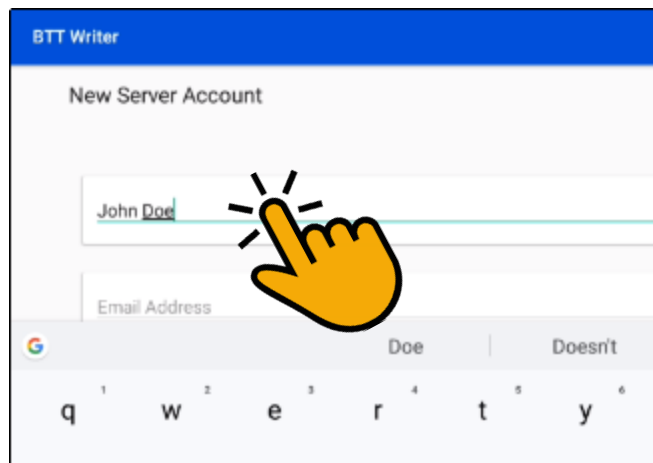 BTT Writer
New Server Account
John Doe
Email Address
G Doe Doesn't
1 2 3 4 5 6
q w e r t y